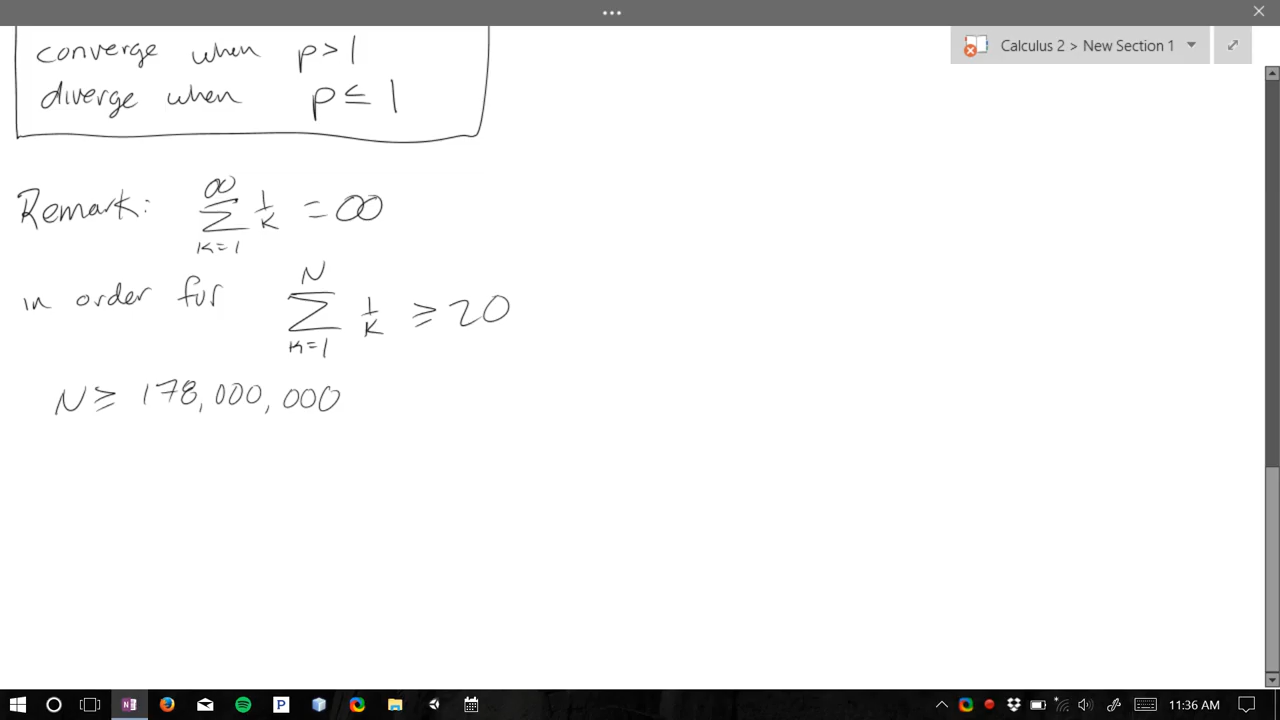 Calculus 2 > New Section 1
converge when p > 1
diverge when p ≤ 1
Remark: ∞ ∑ k=1 1/k = ∞
in order for N ∑ k=1 1/k ≥ 20
N ≥ 178,000,000
P
11:36 AM